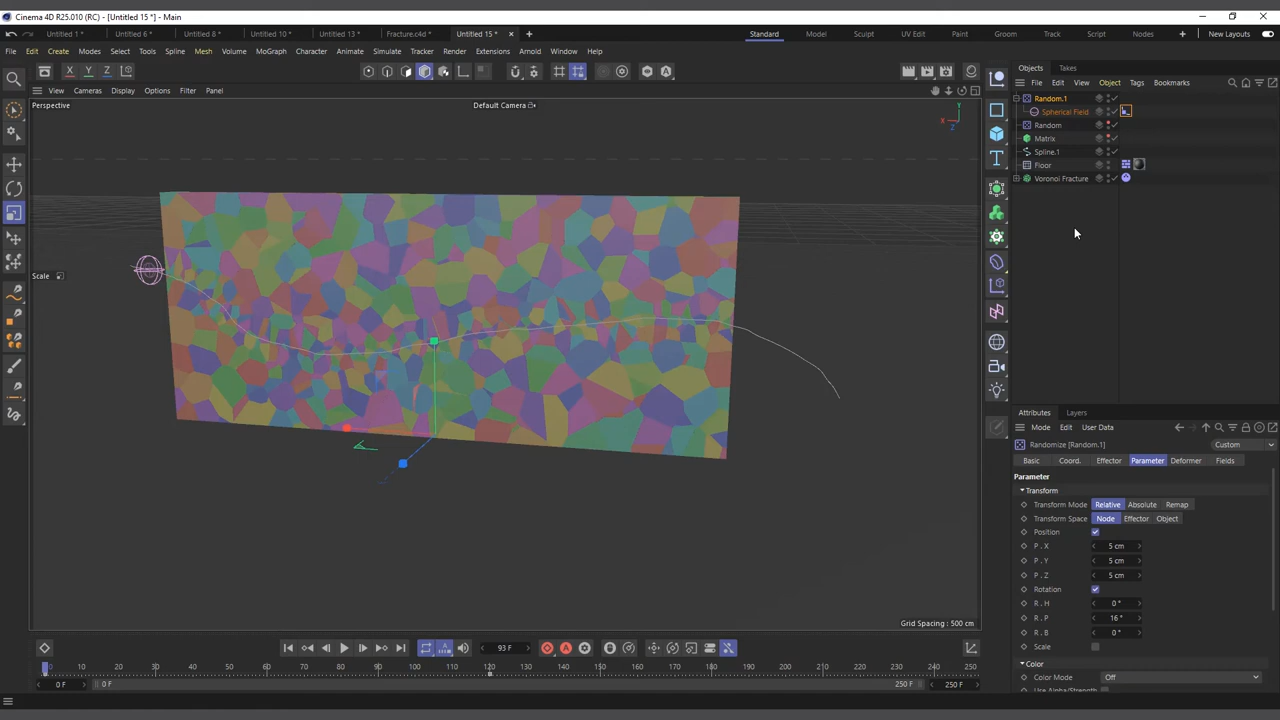 Cinema 4D R25.010 (RC) - [Untitled 15 *] - Main
Untitled 1 * Untitled 6 * Untitled 8 * Untitled 10 * Untitled 13 * Fracture.c4d * Untitled 15 * Standard Model Sculpt UV Edit Paint Groom Track Script Nodes New Layouts
File Edit Create Modes Select Tools Spline Mesh Volume MoGraph Character Animate Simulate Tracker Render Extensions Arnold Window Help
X Y Z
Objects Takes
File Edit View Object Tags Bookmarks
View Cameras Display Options Filter Panel
Perspective
Default Camera
Random.1
Spherical Field
Random
Matrix
Spline.1
Floor
Voronoi Fracture
Y
X
Z
Scale
Attributes Layers
Mode Edit User Data
Randomize [Random.1] Custom
Basic Coord. Effector Parameter Deformer Fields
Parameter
Transform
Transform Mode Relative Absolute Remap
Transform Space Node Effector Object
Position
P . X 5 cm
P . Y 5 cm
P . Z 5 cm
Rotation
R . H 0 °
R . P 16 °
R . B 0 °
Scale
Color
Color Mode Off
Use Alpha/Strength
Grid Spacing : 500 cm
93 F
0 10 20 30 40 50 60 70 80 90 100 110 120 130 140 150 160 170 180 190 200 210 220 230 240 250
0 F 0 F 250 F 250 F